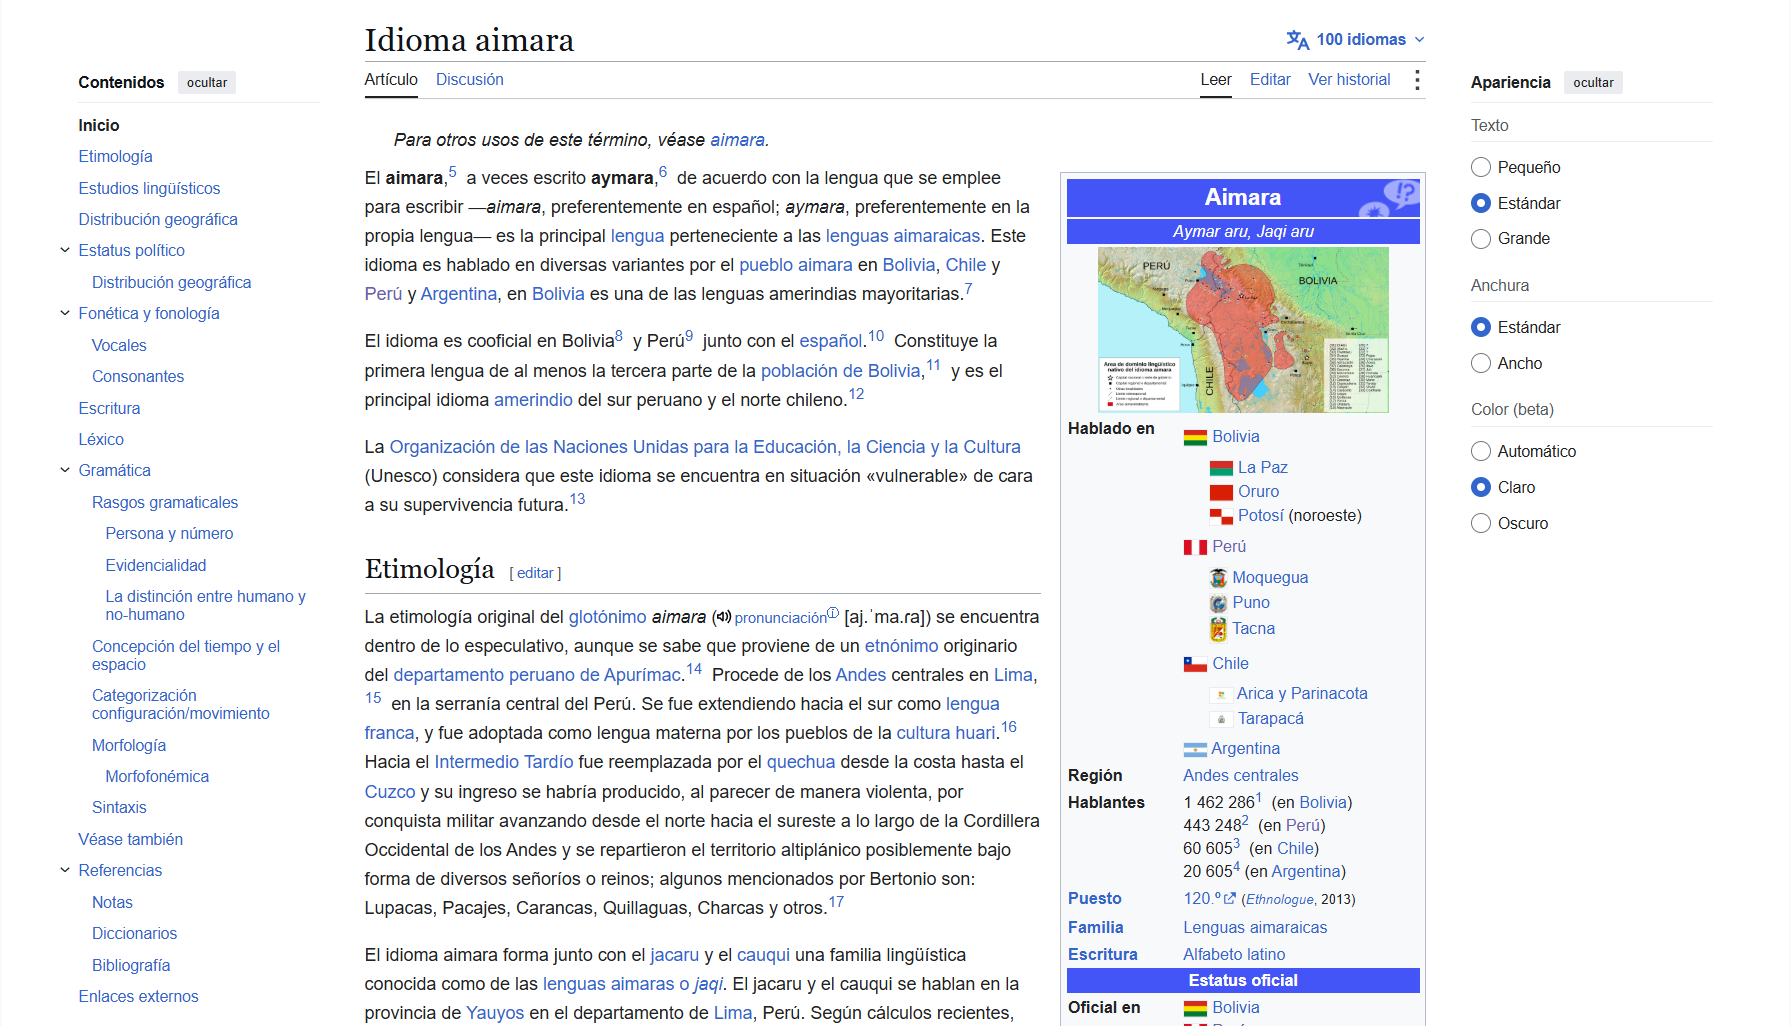 Idioma aimara
100 idiomas
Artículo
Discusión
Leer
Editar
Ver historial
Contenidos
ocultar
Inicio
Etimología
Estudios lingüísticos
Distribución geográfica
Estatus político
Distribución geográfica
Fonética y fonología
Vocales
Consonantes
Escritura
Léxico
Gramática
Rasgos gramaticales
Persona y número
Evidencialidad
La distinción entre humano y
no-humano
Concepción del tiempo y el
espacio
Categorización
configuración/movimiento
Morfología
Morfofonémica
Sintaxis
Véase también
Referencias
Notas
Diccionarios
Bibliografía
Enlaces externos
Para otros usos de este término, véase aimara.
El aimara,5 a veces escrito aymara,6 de acuerdo con la lengua que se emplee
para escribir —aimara, preferentemente en español; aymara, preferentemente en la
propia lengua— es la principal lengua perteneciente a las lenguas aimaraicas. Este
idioma es hablado en diversas variantes por el pueblo aimara en Bolivia, Chile y
Perú y Argentina, en Bolivia es una de las lenguas amerindias mayoritarias.7
El idioma es cooficial en Bolivia8 y Perú9 junto con el español.10 Constituye la
primera lengua de al menos la tercera parte de la población de Bolivia,11 y es el
principal idioma amerindio del sur peruano y el norte chileno.12
La Organización de las Naciones Unidas para la Educación, la Ciencia y la Cultura
(Unesco) considera que este idioma se encuentra en situación «vulnerable» de cara
a su supervivencia futura.13
Etimología [ editar ]
La etimología original del glotónimo aimara (pronunciación [aj.ˈma.ɾa]) se encuentra
dentro de lo especulativo, aunque se sabe que proviene de un etnónimo originario
del departamento peruano de Apurímac.14 Procede de los Andes centrales en Lima,
15 en la serranía central del Perú. Se fue extendiendo hacia el sur como lengua
franca, y fue adoptada como lengua materna por los pueblos de la cultura huari.16
Hacia el Intermedio Tardío fue reemplazada por el quechua desde la costa hasta el
Cuzco y su ingreso se habría producido, al parecer de manera violenta, por
conquista militar avanzando desde el norte hacia el sureste a lo largo de la Cordillera
Occidental de los Andes y se repartieron el territorio altiplánico posiblemente bajo
forma de diversos señoríos o reinos; algunos mencionados por Bertonio son:
Lupacas, Pacajes, Carancas, Quillaguas, Charcas y otros.17
El idioma aimara forma junto con el jacaru y el cauqui una familia lingüística
conocida como de las lenguas aimaras o jaqi. El jacaru y el cauqui se hablan en la
provincia de Yauyos en el departamento de Lima, Perú. Según cálculos recientes,
Aimara
Aymar aru, Jaqi aru
PERÚ
BOLIVIA
CHILE
Area de dominio lingüístico
nativo del idioma aimara
Hablado en
Bolivia
La Paz
Oruro
Potosí (noroeste)
Perú
Moquegua
Puno
Tacna
Chile
Arica y Parinacota
Tarapacá
Argentina
Región Andes centrales
Hablantes 1 462 2861 (en Bolivia)
443 2482 (en Perú)
60 6053 (en Chile)
20 6054 (en Argentina)
Puesto 120.º (Ethnologue, 2013)
Familia Lenguas aimaraicas
Escritura Alfabeto latino
Estatus oficial
Oficial en Bolivia
Apariencia
ocultar
Texto
Pequeño
Estándar
Grande
Anchura
Estándar
Ancho
Color (beta)
Automático
Claro
Oscuro